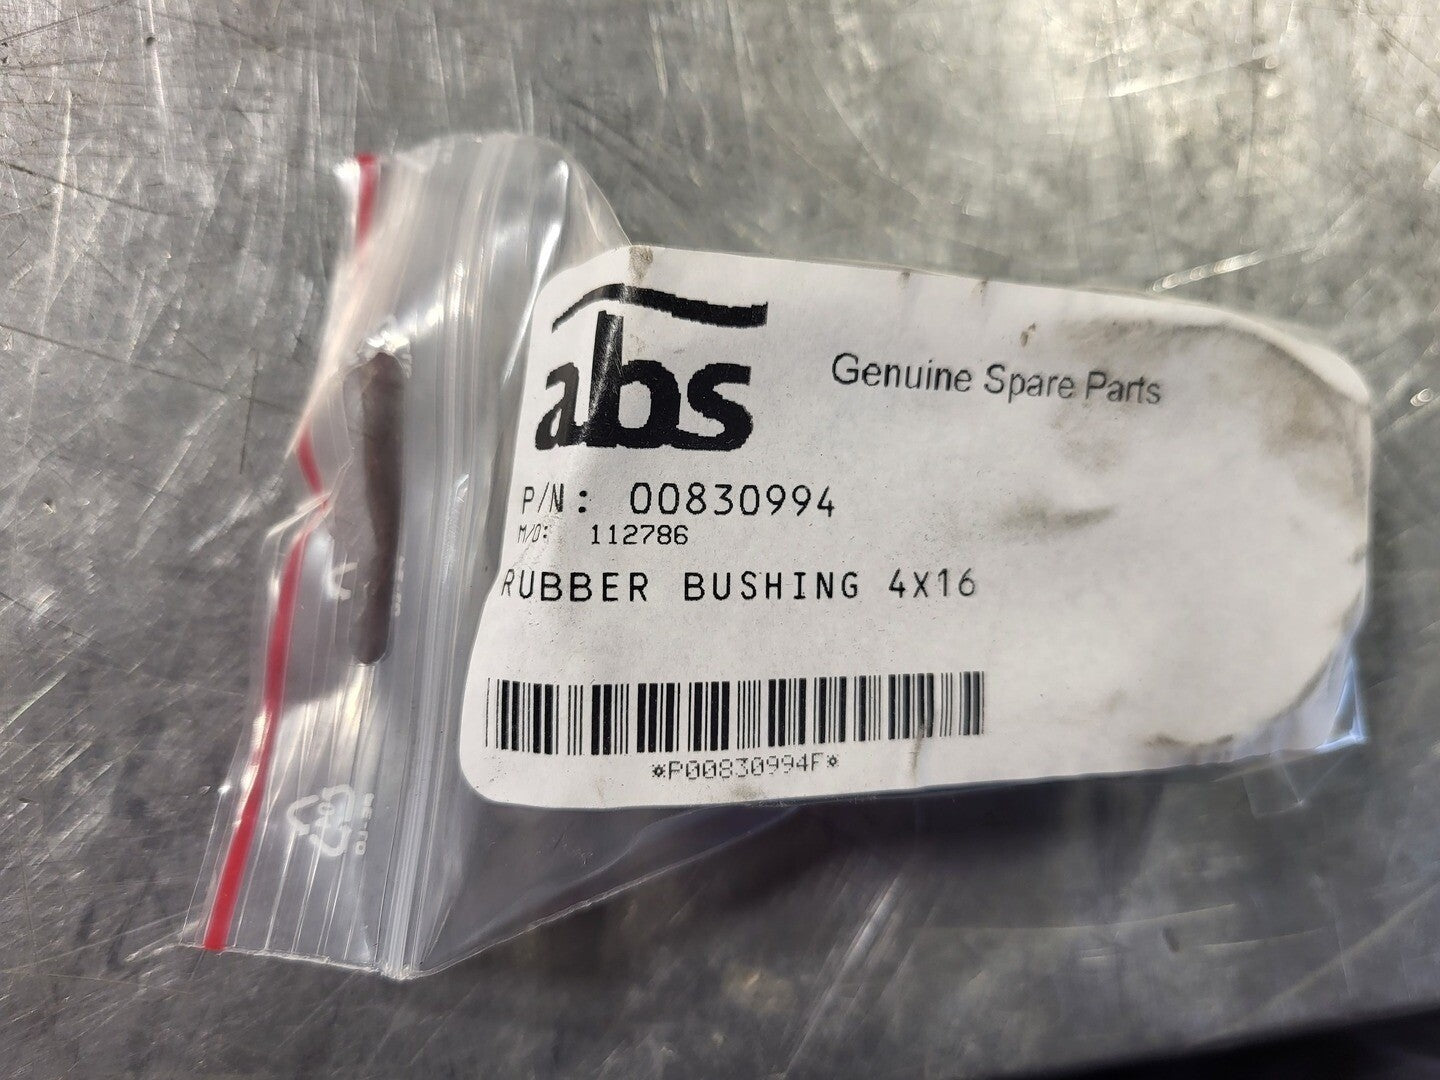 abs
Genuine Spare Parts
P/N: 00830994
M/O: 112786
RUBBER BUSHING 4X16
*P00830994F*